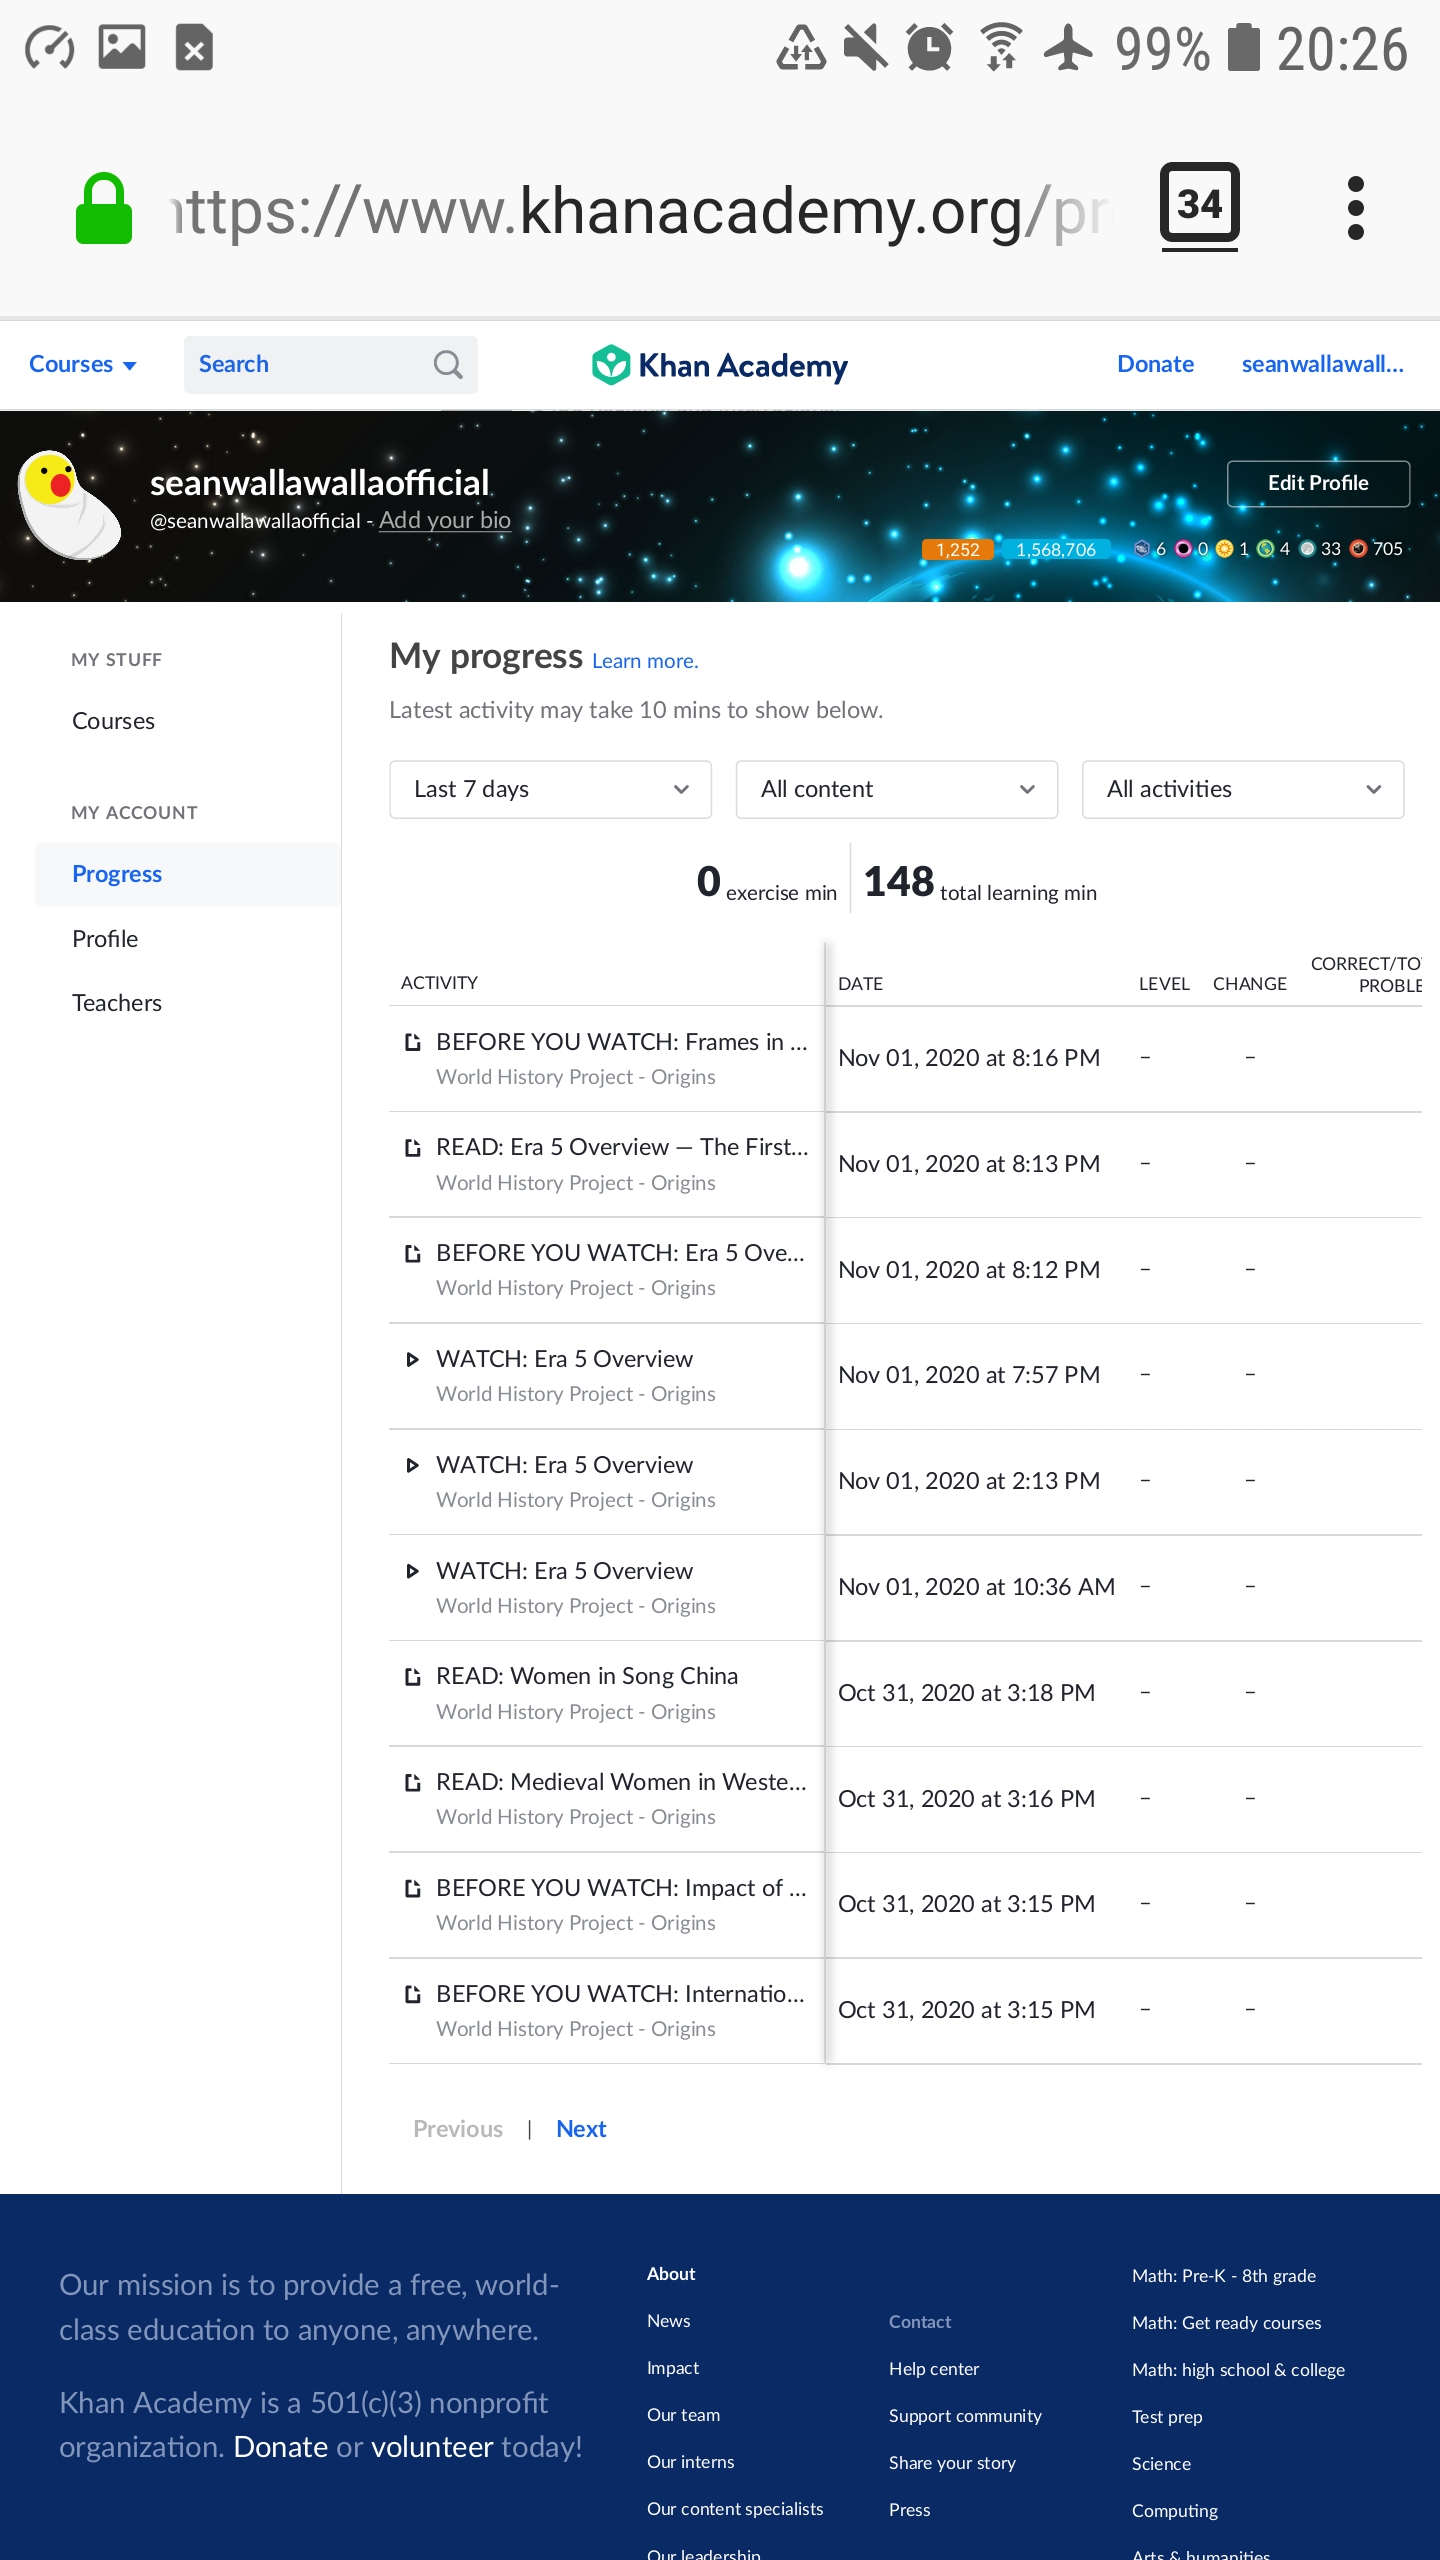 99% 20:26
https://www.khanacademy.org/pr
34
Courses
Search
Khan Academy
Donate
seanwallawall...
seanwallawallaofficial
@seanwallawallaofficial - Add your bio
Edit Profile
1,252 1,568,706 6 0 1 4 33 705
MY STUFF
Courses
MY ACCOUNT
Progress
Profile
Teachers
My progress Learn more.
Latest activity may take 10 mins to show below.
Last 7 days
All content
All activities
0 exercise min
148 total learning min
ACTIVITY DATE LEVEL CHANGE CORRECT/TO
PROBLE
BEFORE YOU WATCH: Frames in ...
World History Project - Origins
Nov 01, 2020 at 8:16 PM – –
READ: Era 5 Overview — The First...
World History Project - Origins
Nov 01, 2020 at 8:13 PM – –
BEFORE YOU WATCH: Era 5 Ove...
World History Project - Origins
Nov 01, 2020 at 8:12 PM – –
WATCH: Era 5 Overview
World History Project - Origins
Nov 01, 2020 at 7:57 PM – –
WATCH: Era 5 Overview
World History Project - Origins
Nov 01, 2020 at 2:13 PM – –
WATCH: Era 5 Overview
World History Project - Origins
Nov 01, 2020 at 10:36 AM – –
READ: Women in Song China
World History Project - Origins
Oct 31, 2020 at 3:18 PM – –
READ: Medieval Women in Weste...
World History Project - Origins
Oct 31, 2020 at 3:16 PM – –
BEFORE YOU WATCH: Impact of ...
World History Project - Origins
Oct 31, 2020 at 3:15 PM – –
BEFORE YOU WATCH: Internatio...
World History Project - Origins
Oct 31, 2020 at 3:15 PM – –
Previous | Next
Our mission is to provide a free, world-
class education to anyone, anywhere.
Khan Academy is a 501(c)(3) nonprofit
organization. Donate or volunteer today!
About
News
Impact
Our team
Our interns
Our content specialists
Our leadership
Contact
Help center
Support community
Share your story
Press
Math: Pre-K - 8th grade
Math: Get ready courses
Math: high school & college
Test prep
Science
Computing
Arts & humanities